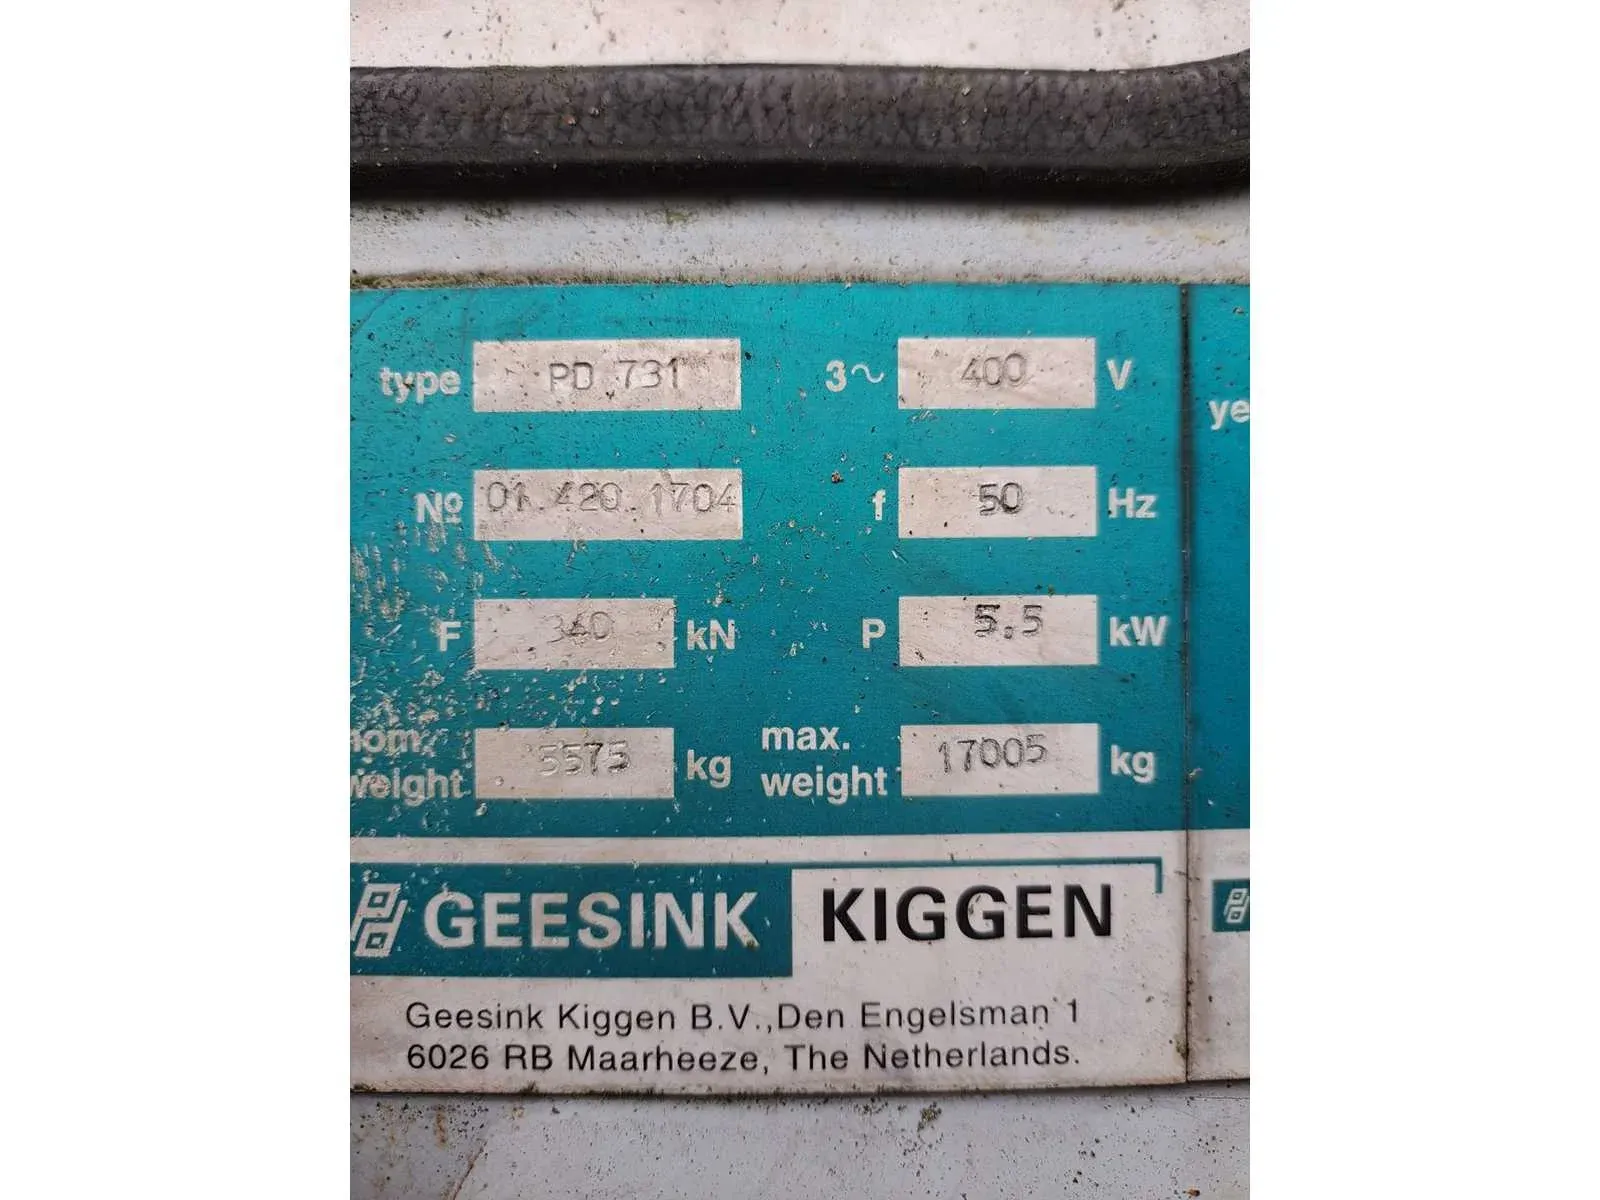 type PD 731 3~ 400 V
ye
№ 01.420.1704 f 50 Hz
F 340 kN P 5.5 kW
nom. weight 5575 kg max. weight 17005 kg
GEESINK KIGGEN
Geesink Kiggen B.V., Den Engelsman 1
6026 RB Maarheeze, The Netherlands.